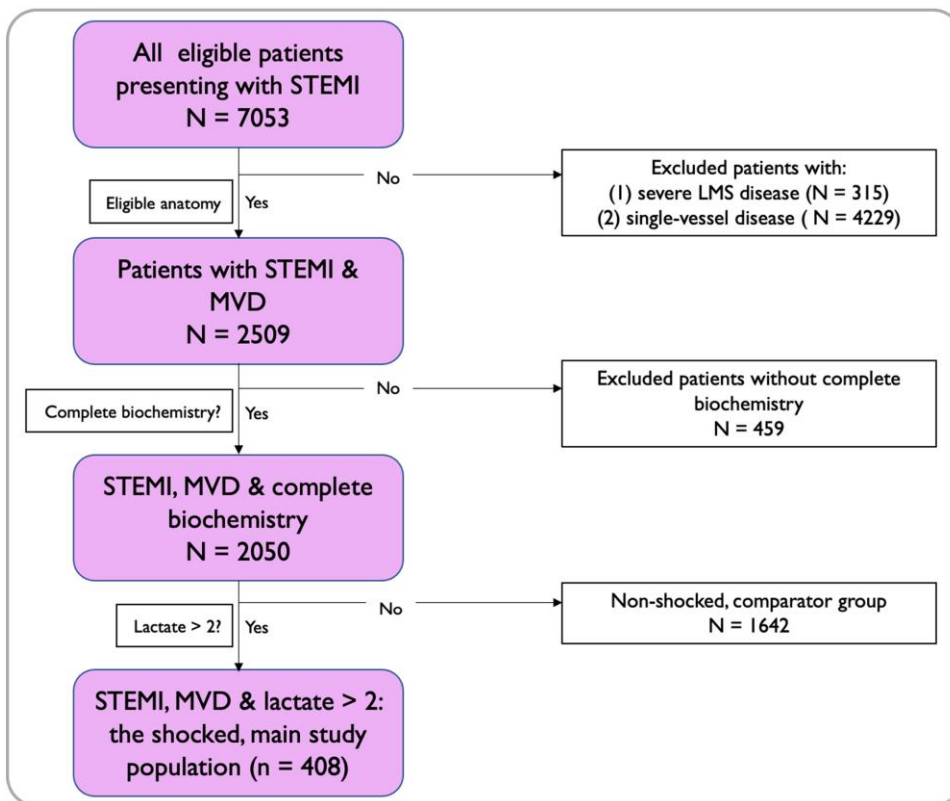 All eligible patients
presenting with STEMI
N = 7053
No
Excluded patients with:
(1) severe LMS disease (N = 315)
(2) single-vessel disease ( N = 4229)
Eligible anatomy
Yes
Patients with STEMI &
MVD
N = 2509
No
Excluded patients without complete
biochemistry
N = 459
Complete biochemistry?
Yes
STEMI, MVD & complete
biochemistry
N = 2050
No
Non-shocked, comparator group
N = 1642
Lactate > 2?
Yes
STEMI, MVD & lactate > 2:
the shocked, main study
population (n = 408)